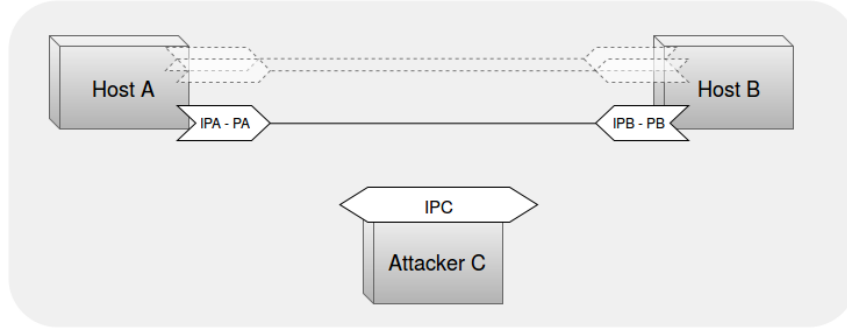 Host A
Host B
IPA - PA
IPB - PB
IPC
Attacker C